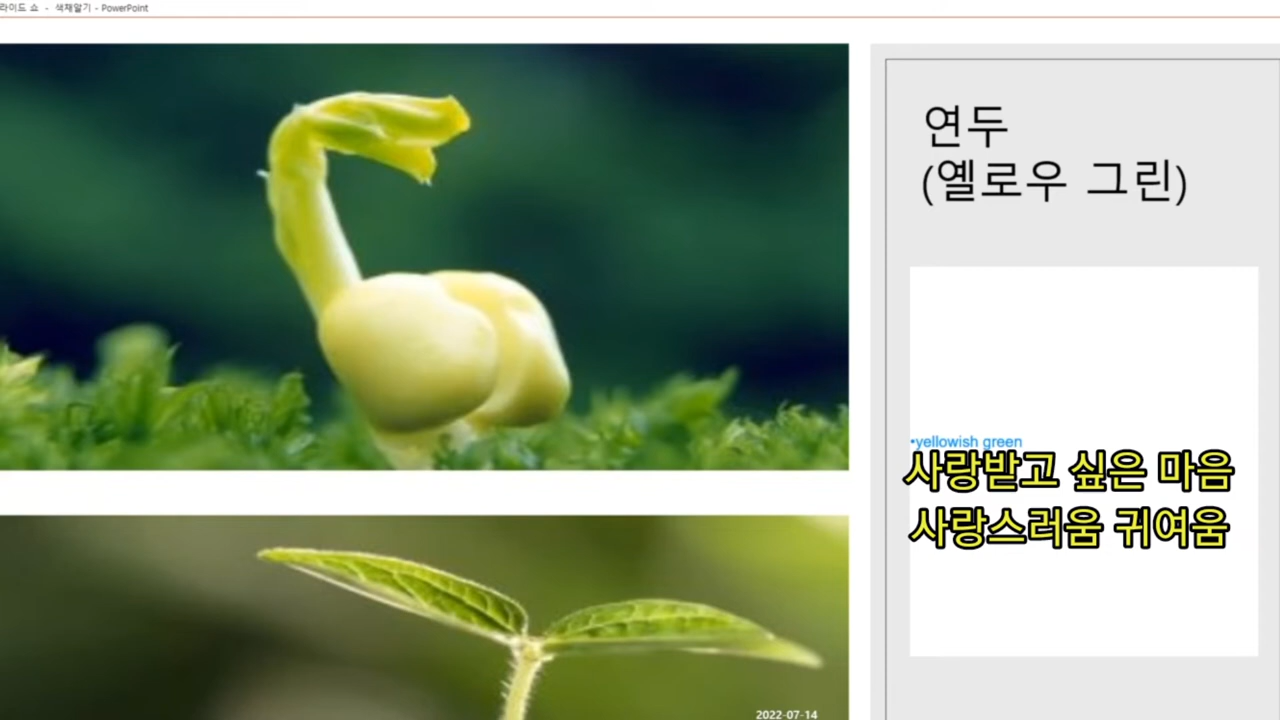 라이드 쇼 - 색채알기 - PowerPoint
연두
(옐로우 그린)
•yellowish green
사랑받고 싶은 마음
사랑스러움 귀여움
2022-07-14